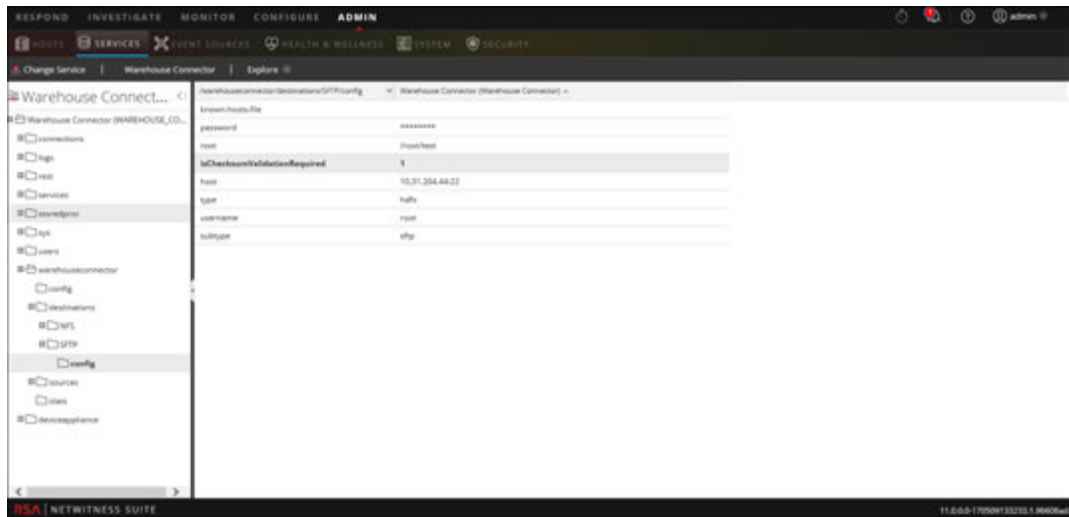 RESPOND INVESTIGATE MONITOR CONFIGURE ADMIN admin
HOSTS SERVICES EVENT SOURCES HEALTH & WELLNESS SYSTEM SECURITY
Change Service | Warehouse Connector | Explore
Warehouse Connect...
/warehouseconnector/destinations/SFTP/config Warehouse Connector (Warehouse Connector)
Warehouse Connector (WAREHOUSE_CO...
connections
logs
rest
services
storedproc
sys
users
warehouseconnector
config
destinations
NFS
SFTP
config
sources
stats
deviceappliance
known.hosts.file
password ********
root /root/test
isChecksumValidationRequired 1
host 10.31.204.44:22
type hdfs
username root
subtype sftp
RSA | NETWITNESS SUITE